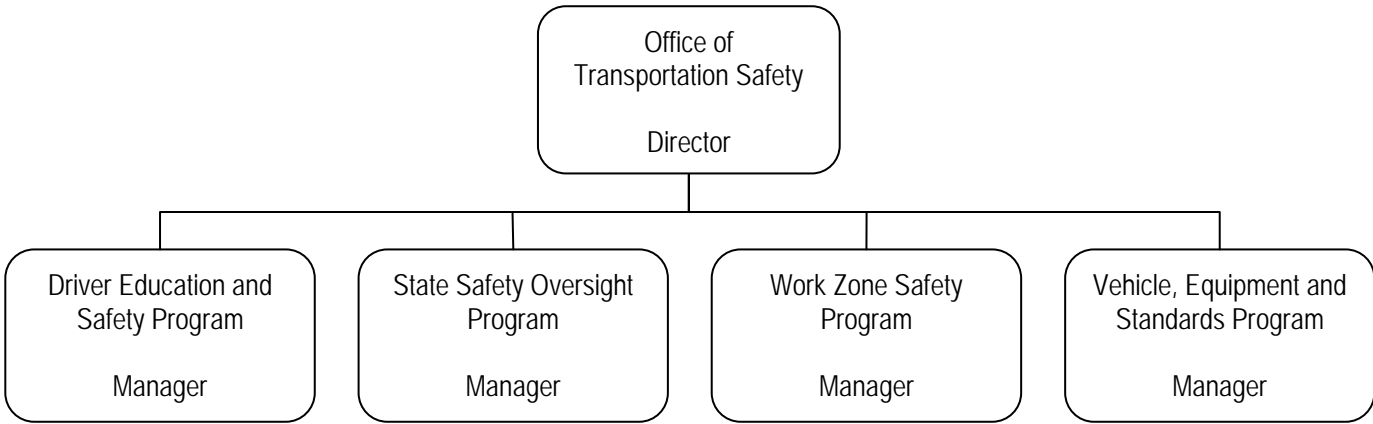 Office of
Transportation Safety
Director
Driver Education and
Safety Program
Manager
State Safety Oversight
Program
Manager
Work Zone Safety
Program
Manager
Vehicle, Equipment and
Standards Program
Manager